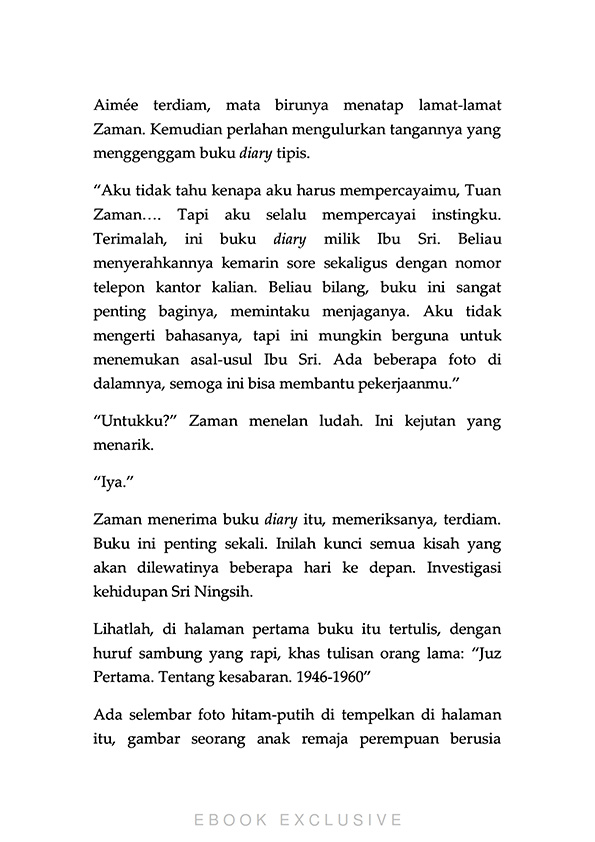 Aimée terdiam, mata birunya menatap lamat-lamat
Zaman. Kemudian perlahan mengulurkan tangannya yang
menggenggam buku diary tipis.
“Aku tidak tahu kenapa aku harus mempercayaimu, Tuan
Zaman…. Tapi aku selalu mempercayai instingku.
Terimalah, ini buku diary milik Ibu Sri. Beliau
menyerahkannya kemarin sore sekaligus dengan nomor
telepon kantor kalian. Beliau bilang, buku ini sangat
penting baginya, memintaku menjaganya. Aku tidak
mengerti bahasanya, tapi ini mungkin berguna untuk
menemukan asal-usul Ibu Sri. Ada beberapa foto di
dalamnya, semoga ini bisa membantu pekerjaanmu.”
“Untukku?” Zaman menelan ludah. Ini kejutan yang
menarik.
“Iya.”
Zaman menerima buku diary itu, memeriksanya, terdiam.
Buku ini penting sekali. Inilah kunci semua kisah yang
akan dilewatinya beberapa hari ke depan. Investigasi
kehidupan Sri Ningsih.
Lihatlah, di halaman pertama buku itu tertulis, dengan
huruf sambung yang rapi, khas tulisan orang lama: “Juz
Pertama. Tentang kesabaran. 1946-1960”
Ada selembar foto hitam-putih di tempelkan di halaman
itu, gambar seorang anak remaja perempuan berusia
EBOOK EXCLUSIVE